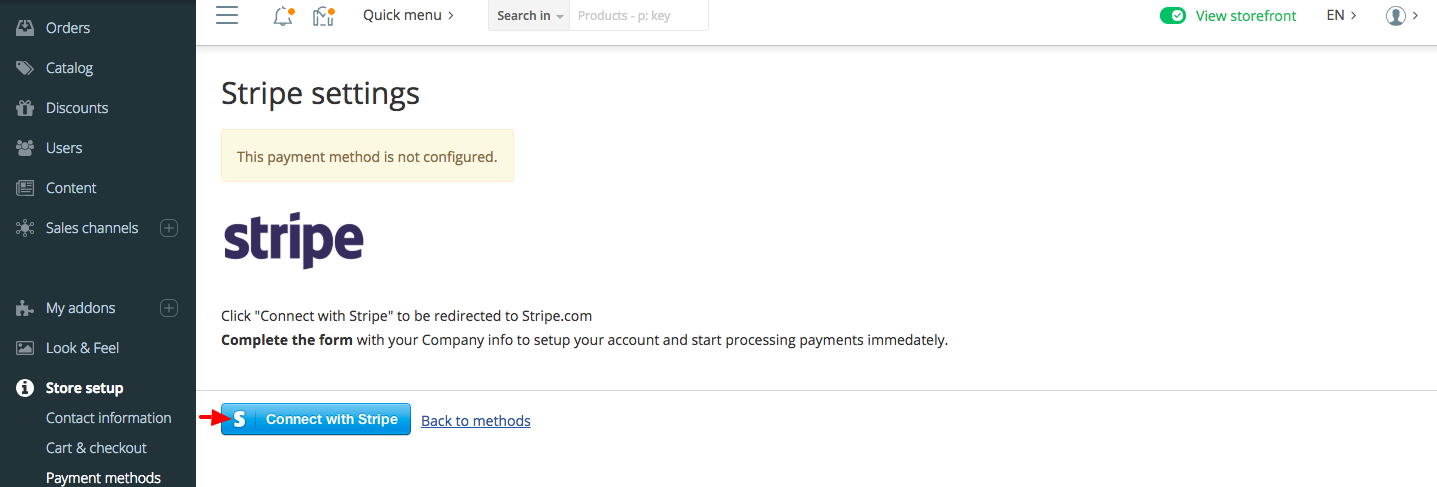 Orders
Catalog
Discounts
Users
Content
Sales channels
My addons
Look & Feel
Store setup
Contact information
Cart & checkout
Payment methods
Quick menu
Search in
Products - p: key
View storefront
EN
Stripe settings
This payment method is not configured.
stripe
Click "Connect with Stripe" to be redirected to Stripe.com
Complete the form with your Company info to setup your account and start processing payments immedately.
S Connect with Stripe
Back to methods